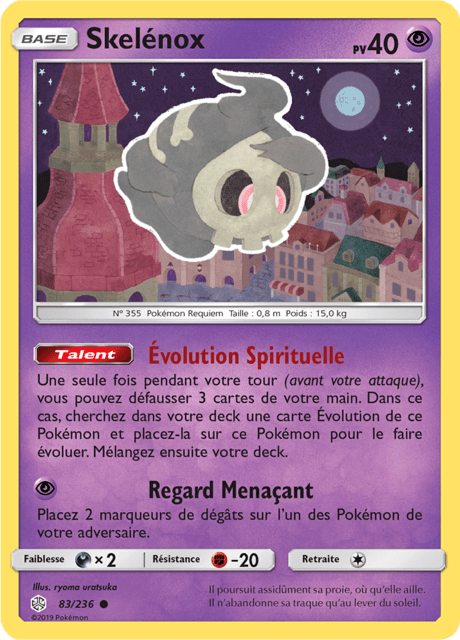 BASE Skelénox PV40
N° 355 Pokémon Requiem Taille : 0,8 m Poids : 15,0 kg
Talent Évolution Spirituelle
Une seule fois pendant votre tour (avant votre attaque),
vous pouvez défausser 3 cartes de votre main. Dans ce
cas, cherchez dans votre deck une carte Évolution de ce
Pokémon et placez-la sur ce Pokémon pour le faire
évoluer. Mélangez ensuite votre deck.
Regard Menaçant
Placez 2 marqueurs de dégâts sur l'un des Pokémon de
votre adversaire.
Faiblesse ×2 Résistance -20 Retraite
Illus. ryoma uratsuka
83/236
©2019 Pokémon
Il poursuit assidûment sa proie, où qu'elle aille.
Il n'abandonne sa traque qu'au lever du soleil.